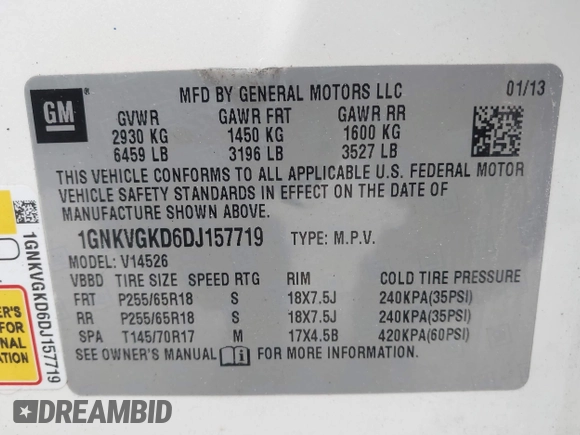 GM
®
MFD BY GENERAL MOTORS LLC
01/13
GVWR GAWR FRT GAWR RR
2930 KG 1450 KG 1600 KG
6459 LB 3196 LB 3527 LB
THIS VEHICLE CONFORMS TO ALL APPLICABLE U.S. FEDERAL MOTOR
VEHICLE SAFETY STANDARDS IN EFFECT ON THE DATE OF
MANUFACTURE SHOWN ABOVE.
1GNKVGKD6DJ157719 TYPE: M.P.V.
MODEL: V14526
VBBD TIRE SIZE SPEED RTG RIM COLD TIRE PRESSURE
FRT P255/65R18 S 18X7.5J 240KPA(35PSI)
RR P255/65R18 S 18X7.5J 240KPA(35PSI)
SPA T145/70R17 M 17X4.5B 420KPA(60PSI)
SEE OWNER'S MANUAL FOR MORE INFORMATION.
1GNKVGKD6DJ157719
FOR
ONAL
ATION
DREAMBID